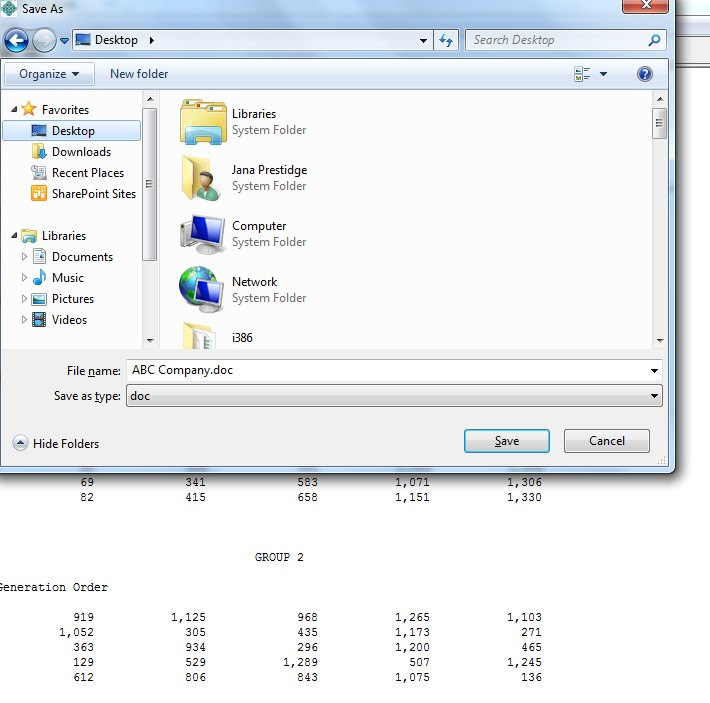 Save As
Desktop
Search Desktop
Organize
New folder
Favorites
Desktop
Downloads
Recent Places
SharePoint Sites
Libraries
Documents
Music
Pictures
Videos
Libraries
System Folder
Jana Prestidge
System Folder
Computer
System Folder
Network
System Folder
i386
File name: ABC Company.doc
Save as type: doc
Hide Folders
Save
Cancel
69 341 583 1,071 1,306
82 415 658 1,151 1,330
GROUP 2
Generation Order
919 1,125 968 1,265 1,103
1,052 305 435 1,173 271
363 934 296 1,200 465
129 529 1,289 507 1,245
612 806 843 1,075 136